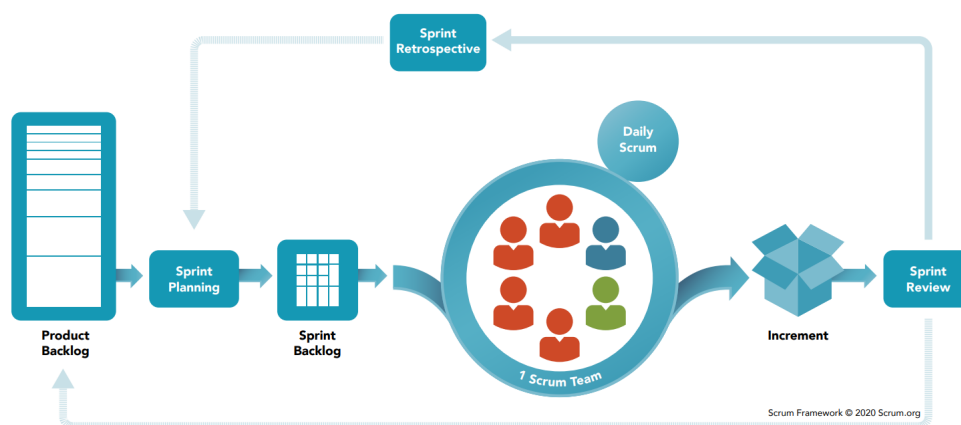 Sprint
Retrospective
Daily
Scrum
Sprint
Planning
Sprint
Review
Product
Backlog
Sprint
Backlog
Increment
1 Scrum Team
Scrum Framework © 2020 Scrum.org